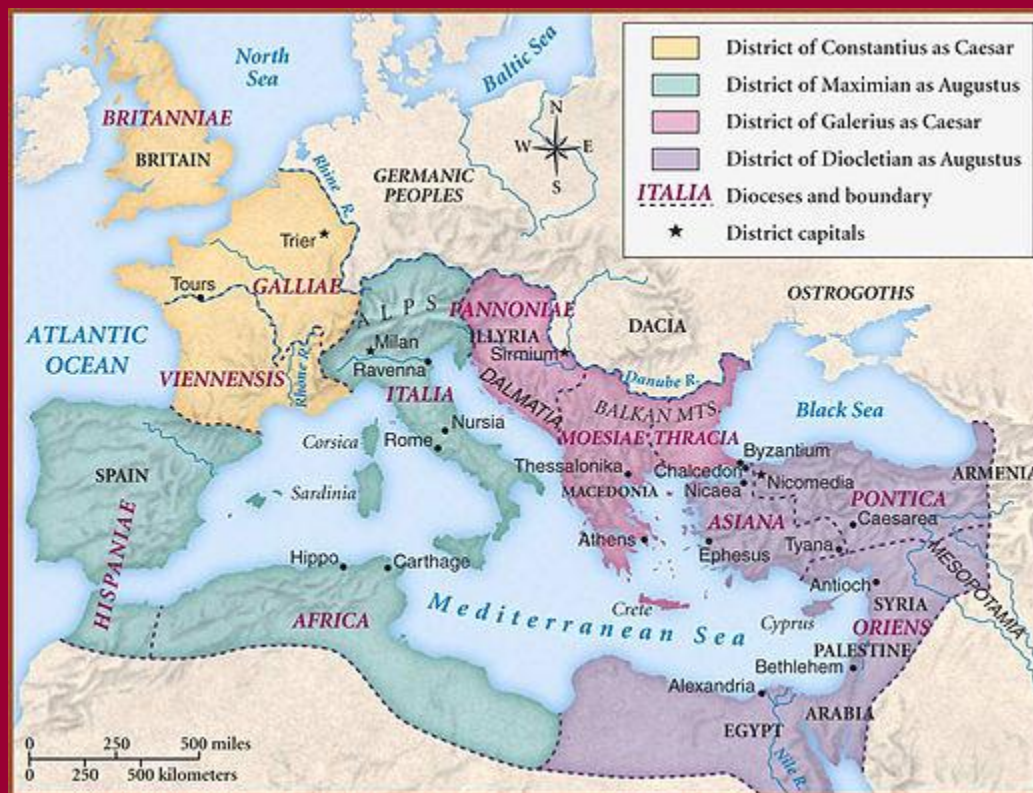 North
Sea
Baltic Sea
District of Constantius as Caesar
District of Maximian as Augustus
District of Galerius as Caesar
District of Diocletian as Augustus
ITALIA Dioceses and boundary
District capitals
N
W E
S
BRITANNIAE
BRITAIN
Rhine R.
GERMANIC
PEOPLES
Trier
Tours
GALLIAE
ATLANTIC
OCEAN
VIENNENSIS
Rhone R.
ALPS
Milan
Ravenna
ITALIA
PANNONIAE
ILLYRIA
Sirmium
DACIA
OSTROGOTHS
DALMATIA
Danube R.
BALKAN MTS.
Black Sea
Corsica
Nursia
Rome
MOESIAE
THRACIA
Byzantium
Thessalonika
Chalcedon
Nicomedia
ARMENIA
SPAIN
Sardinia
MACEDONIA
Nicaea
PONTICA
Caesarea
HISPANIAE
Athens
ASIANA
Ephesus
Tyana
MESOPOTAMIA
Hippo
Carthage
Antioch
AFRICA
Mediterranean Sea
Crete
Cyprus
SYRIA
ORIENS
PALESTINE
Bethlehem
Alexandria
ARABIA
EGYPT
Nile R.
0 250 500 miles
0 250 500 kilometers